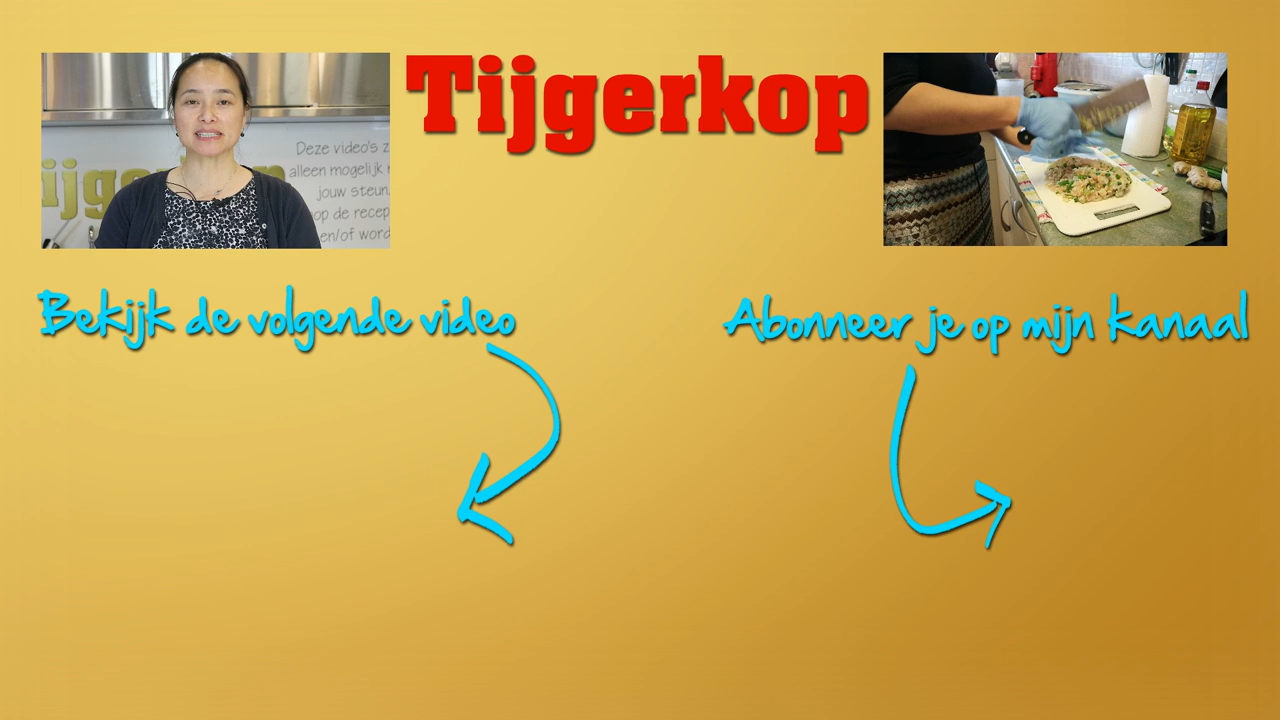 Tijgerkop
Deze video's z
alleen mogelijk
jouw steun.
op de recep
en/of word
Bekijk de volgende video
Abonneer je op mijn kanaal